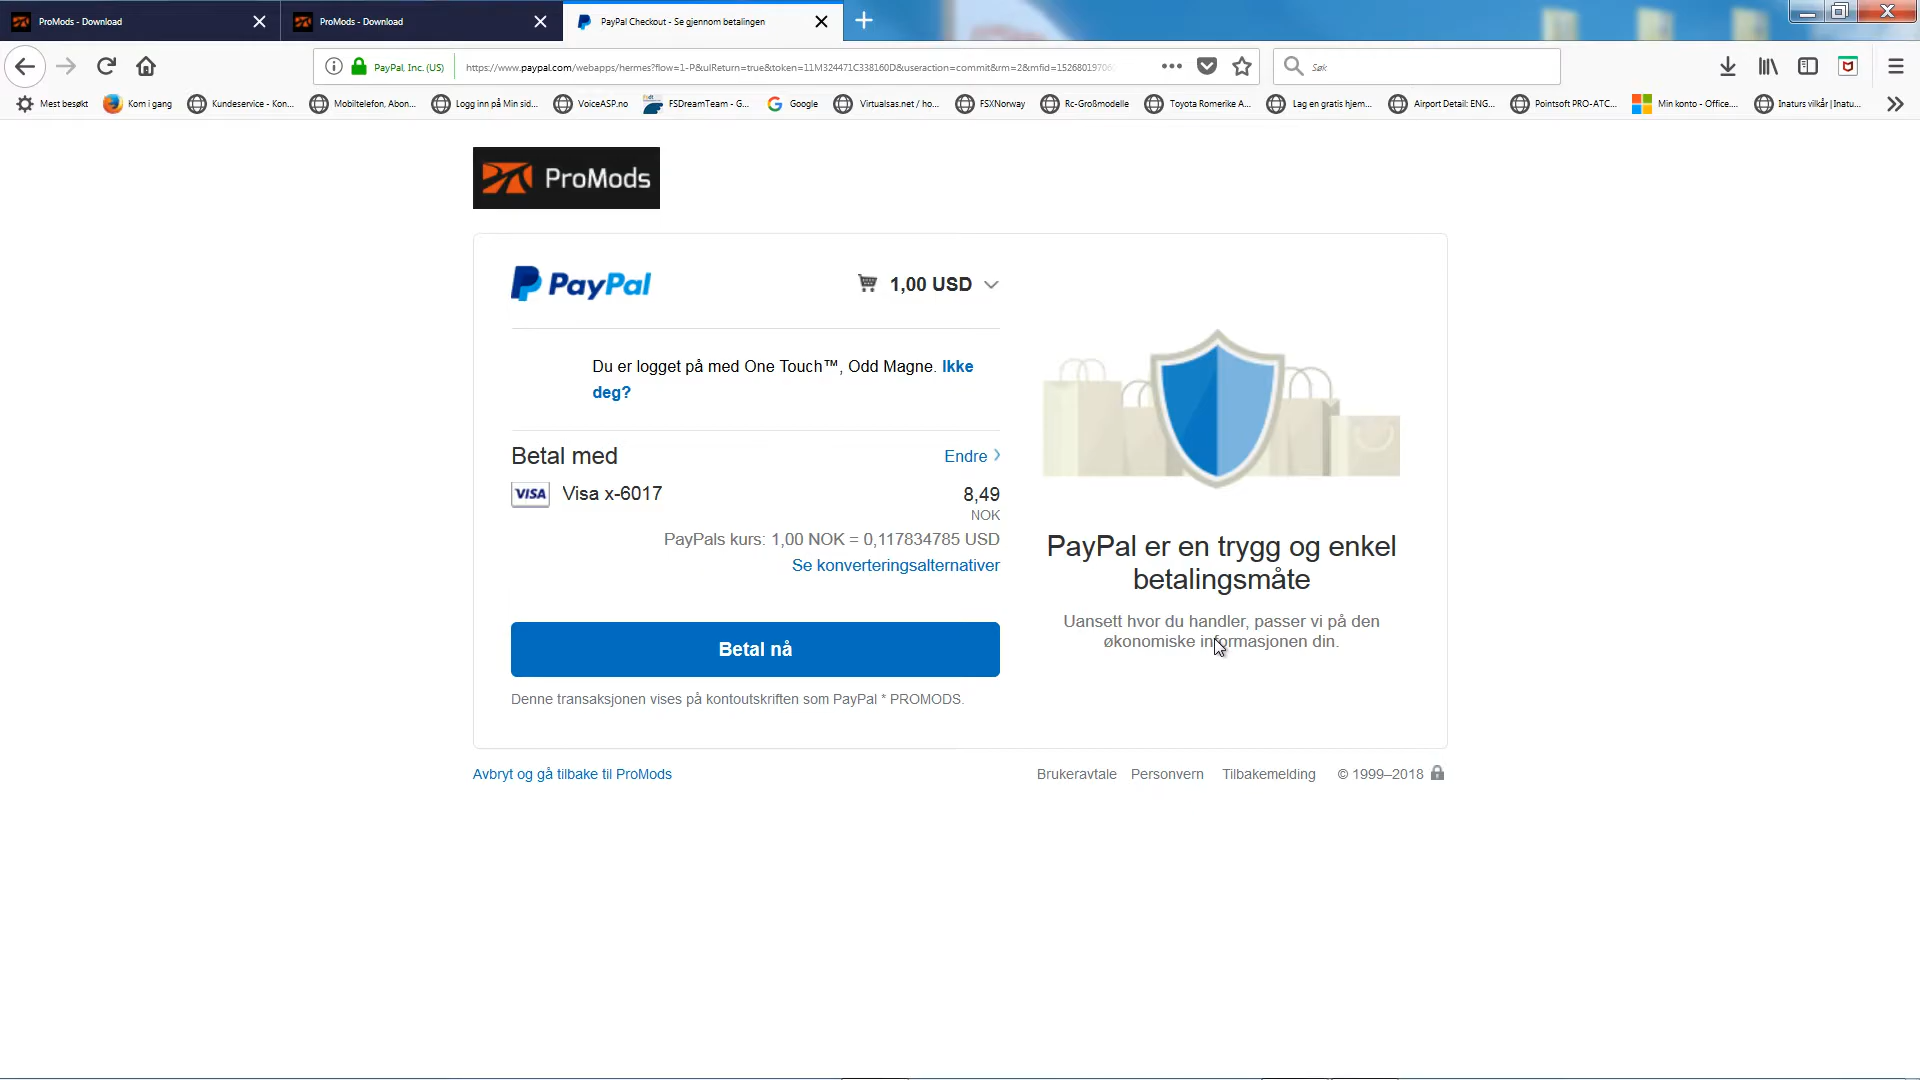 ProMods - Download
ProMods - Download
PayPal Checkout - Se gjennom betalingen
PayPal, Inc. (US)
https://www.paypal.com/webapps/hermes?flow=1-P&ulReturn=true&token=11M324471C338160D&useraction=commit&rm=2&mfid=1526801970
Søk
Mest besøkt
Kom i gang
Kundeservice - Kon...
Mobiltelefon, Abon...
Logg inn på Min sid...
VoiceASP.no
FSDreamTeam - G...
Google
Virtualsas.net / ho...
FSXNorway
Rc-Großmodelle
Toyota Romerike A...
Lag en gratis hjem...
Airport Detail: ENG...
Pointsoft PRO-ATC...
Min konto - Office....
Inaturs vilkår | Inatu...
ProMods
PayPal
1,00 USD
Du er logget på med One Touch™, Odd Magne. Ikke
deg?
Betal med
Endre
VISA
Visa x-6017
8,49
NOK
PayPals kurs: 1,00 NOK = 0,117834785 USD
Se konverteringsalternativer
Betal nå
Denne transaksjonen vises på kontoutskriften som PayPal * PROMODS.
PayPal er en trygg og enkel
betalingsmåte
Uansett hvor du handler, passer vi på den
økonomiske informasjonen din.
Avbryt og gå tilbake til ProMods
Brukeravtale
Personvern
Tilbakemelding
© 1999–2018